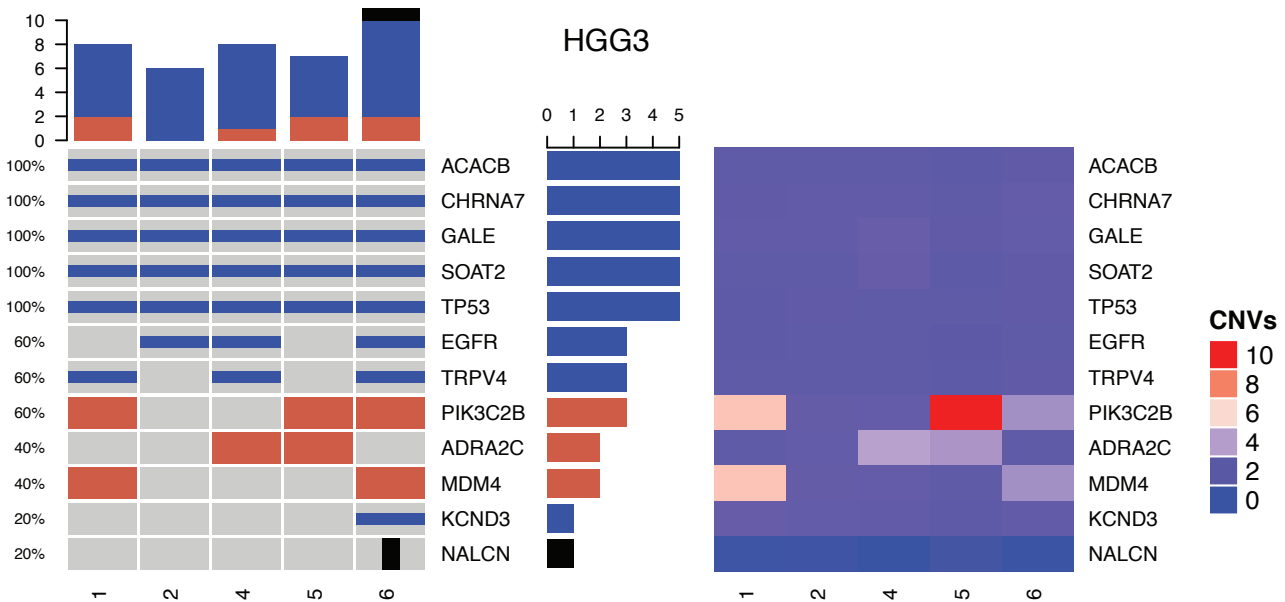 HGG3
10
8
6
4
2
0
0 1 2 3 4 5
100% ACACB ACACB
100% CHRNA7 CHRNA7
100% GALE GALE
100% SOAT2 SOAT2
100% TP53 TP53
60% EGFR EGFR
60% TRPV4 TRPV4
60% PIK3C2B PIK3C2B
40% ADRA2C ADRA2C
40% MDM4 MDM4
20% KCND3 KCND3
20% NALCN NALCN
1 2 4 5 6 1 2 4 5 6
CNVs
10
8
6
4
2
0